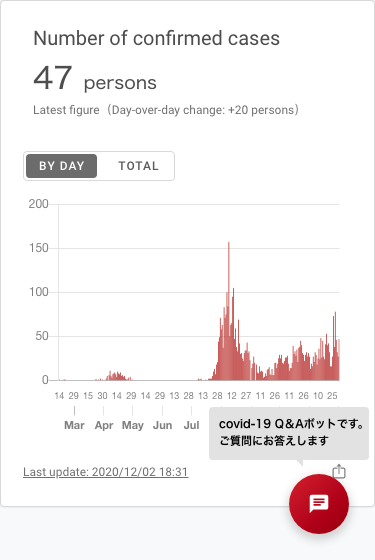 Number of confirmed cases
47 persons
Latest figure（Day-over-day change: +20 persons）
BY DAY TOTAL
200
150
100
50
0
14 29 15 30 14 29 14 29 13 28 13 28 12 27 11 26 11 26 10 25
Mar Apr May Jun Jul
covid-19 Q＆Aボットです。
ご質問にお答えします
Last update: 2020/12/02 18:31